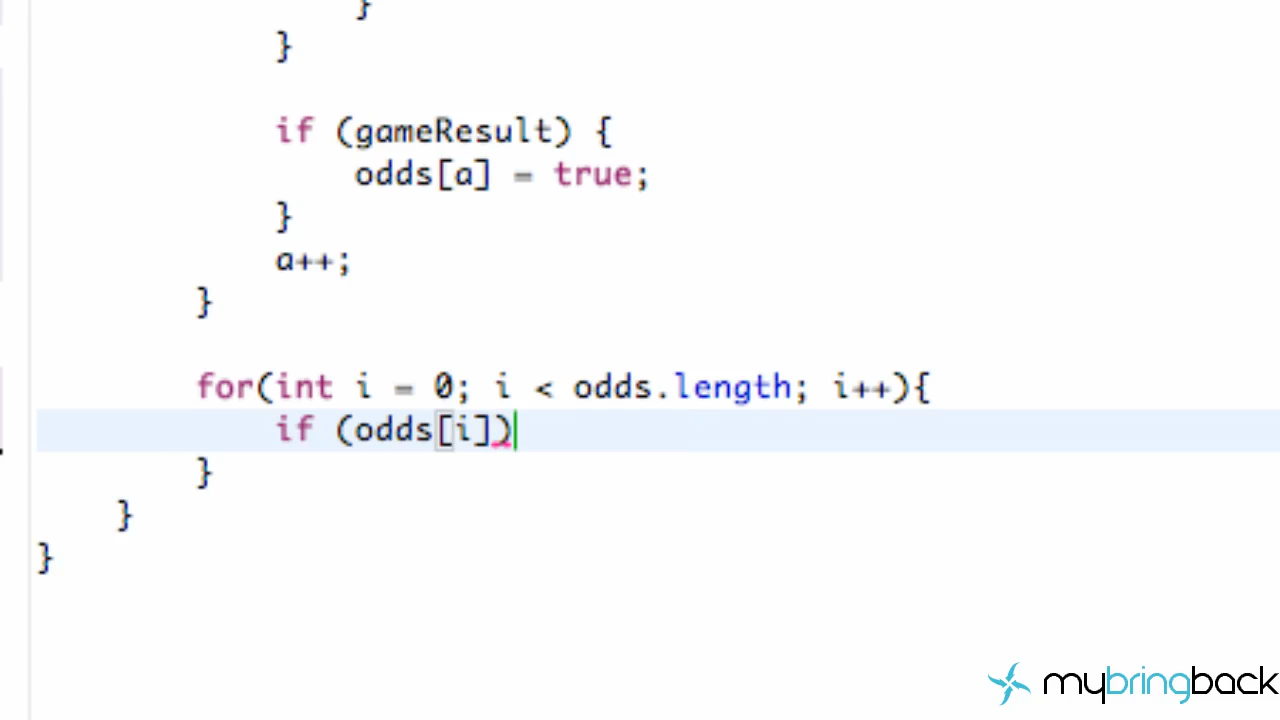 }
}
if (gameResult) {
odds[a] = true;
}
a++;
}
for(int i = 0; i < odds.length; i++){
if (odds[i])
}
}
}
mybringback